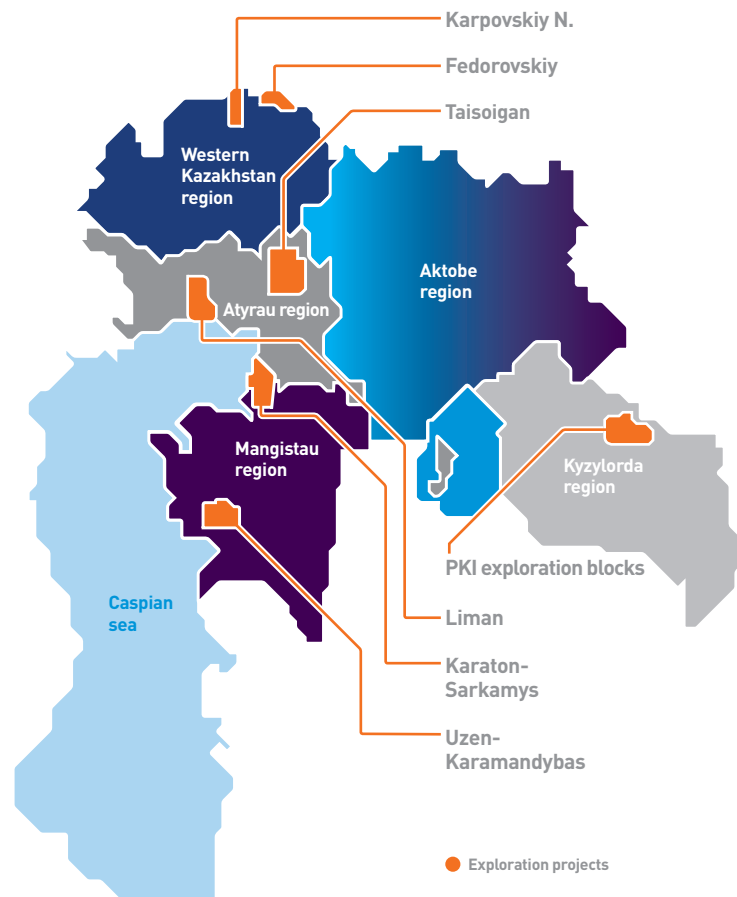 Karpovskiy N.
Fedorovskiy
Taisoigan
Western
Kazakhstan
region
Aktobe
region
Atyrau region
Mangistau
region
Kyzylorda
region
PKI exploration blocks
Caspian
sea
Liman
Karaton-
Sarkamys
Uzen-
Karamandybas
Exploration projects